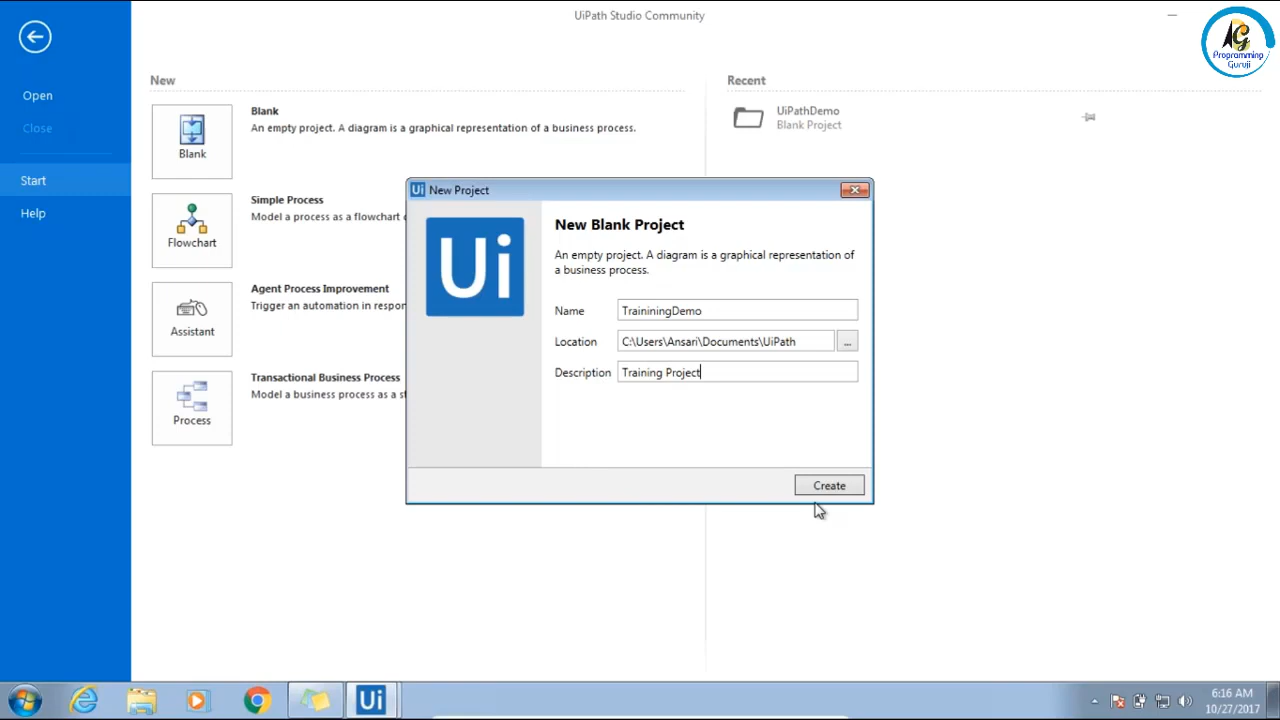 UiPath Studio Community
Programming
Guruji
Open
Close
Start
Help
New
Blank
Blank
An empty project. A diagram is a graphical representation of a business process.
Flowchart
Simple Process
Model a process as a flowchart
Assistant
Agent Process Improvement
Trigger an automation in respon
Process
Transactional Business Process
Model a business process as a st
Recent
UiPathDemo
Blank Project
Ui New Project
Ui
New Blank Project
An empty project. A diagram is a graphical representation of
a business process.
Name TraininingDemo
Location C:\Users\Ansari\Documents\UiPath ...
Description Training Project
Create
Ui
6:16 AM
10/27/2017